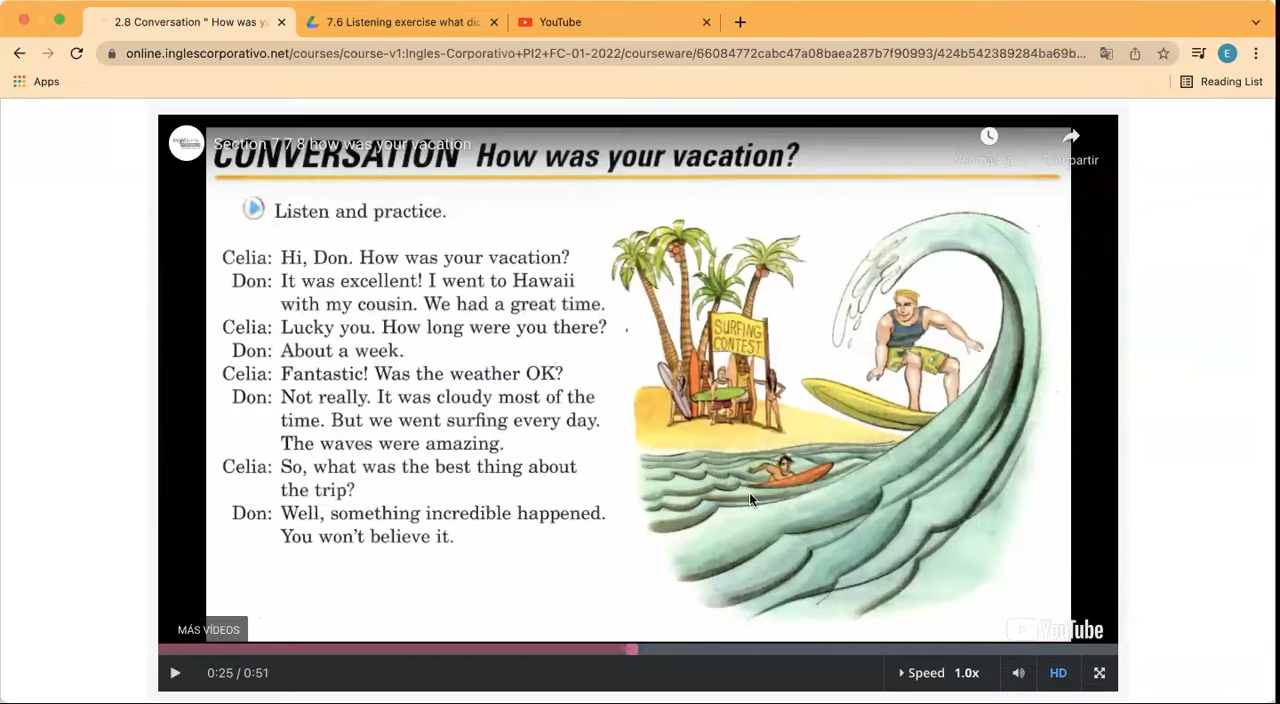 2.8 Conversation " How was yo
7.6 Listening exercise what dic
YouTube
online.inglescorporativo.net/courses/course-v1:Ingles-Corporativo+PI2+FC-01-2022/courseware/66084772cabc47a08baea287b7f90993/424b542389284ba69b...
E
Apps
Reading List
Section 7 7.8 how was your vacation
Compartir
CONVERSATION How was your vacation?
Listen and practice.
Celia: Hi, Don. How was your vacation?
Don: It was excellent! I went to Hawaii
with my cousin. We had a great time.
Celia: Lucky you. How long were you there?
Don: About a week.
Celia: Fantastic! Was the weather OK?
Don: Not really. It was cloudy most of the
time. But we went surfing every day.
The waves were amazing.
Celia: So, what was the best thing about
the trip?
Don: Well, something incredible happened.
You won't believe it.
SURFING
CONTEST
MÁS VÍDEOS
YouTube
0:25 / 0:51
Speed 1.0x
HD